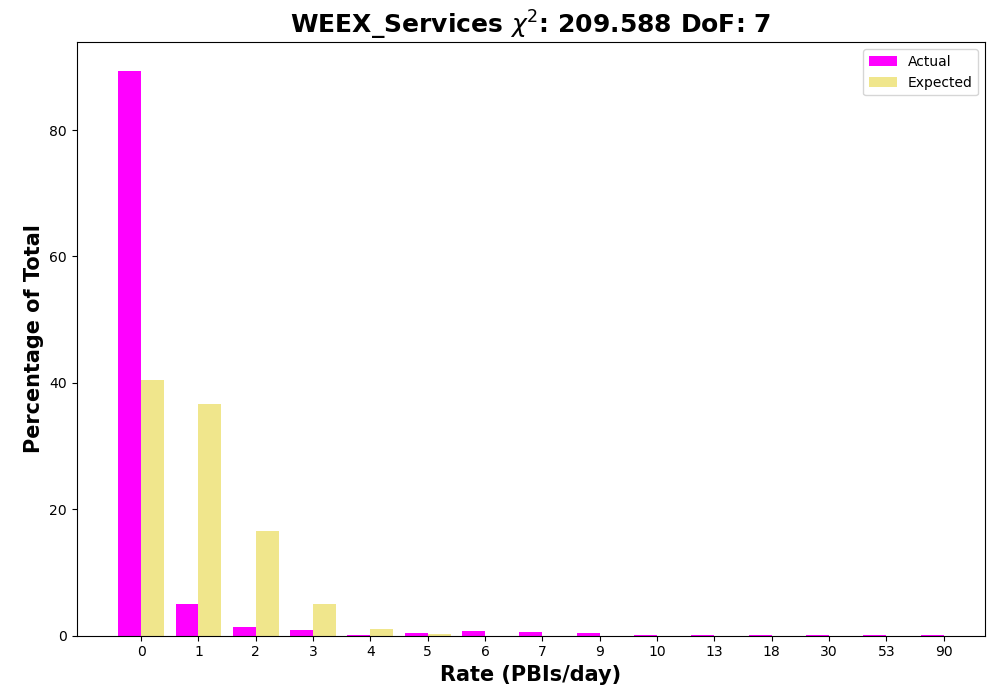 WEEX_Services χ²: 209.588 DoF: 7
Actual
Expected
80
60
40
20
0
Percentage of Total
0 1 2 3 4 5 6 7 9 10 13 18 30 53 90
Rate (PBIs/day)